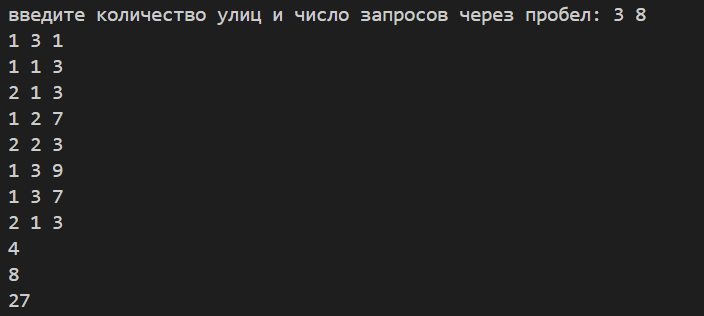 введите количество улиц и число запросов через пробел: 3 8
1 3 1
1 1 3
2 1 3
1 2 7
2 2 3
1 3 9
1 3 7
2 1 3
4
8
27